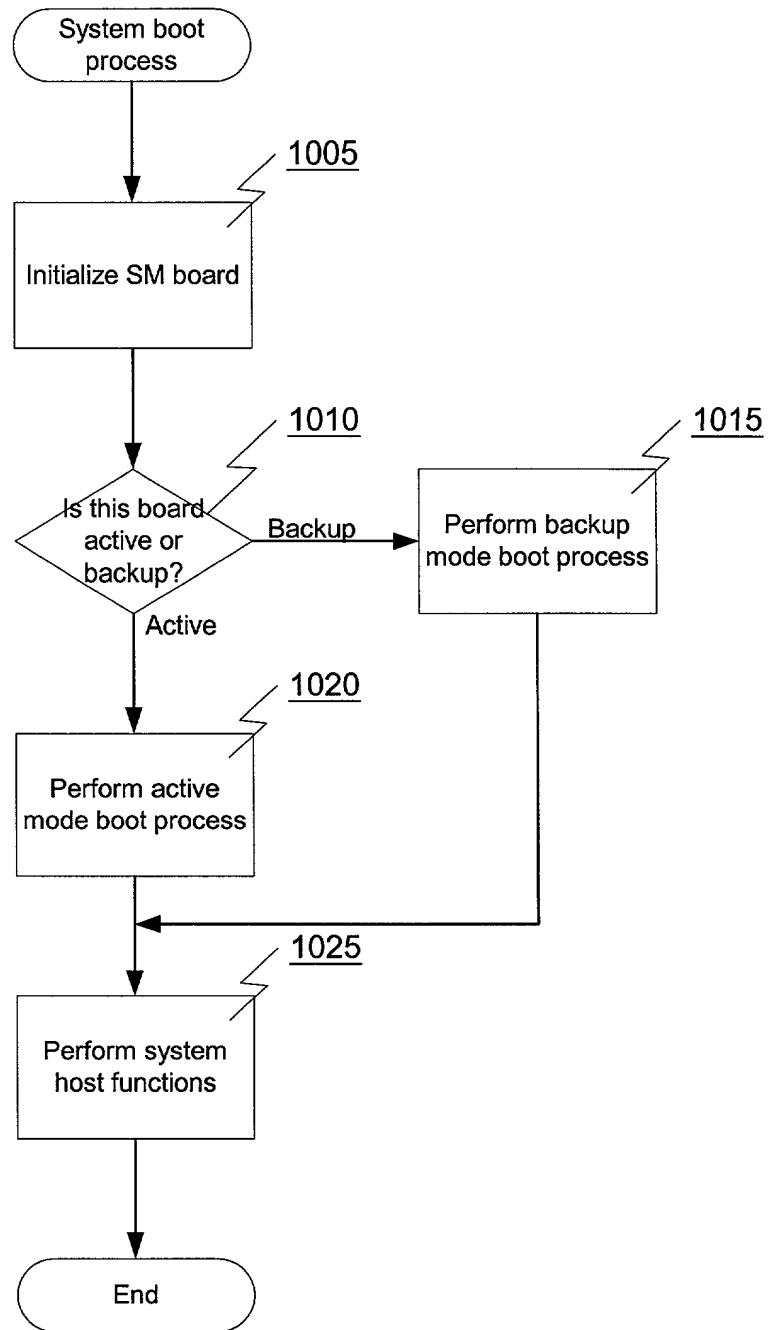 System boot
process
1005
Initialize SM board
1010
1015
Is this board
active or
backup?
Backup
Perform backup
mode boot process
Active
1020
Perform active
mode boot process
1025
Perform system
host functions
End